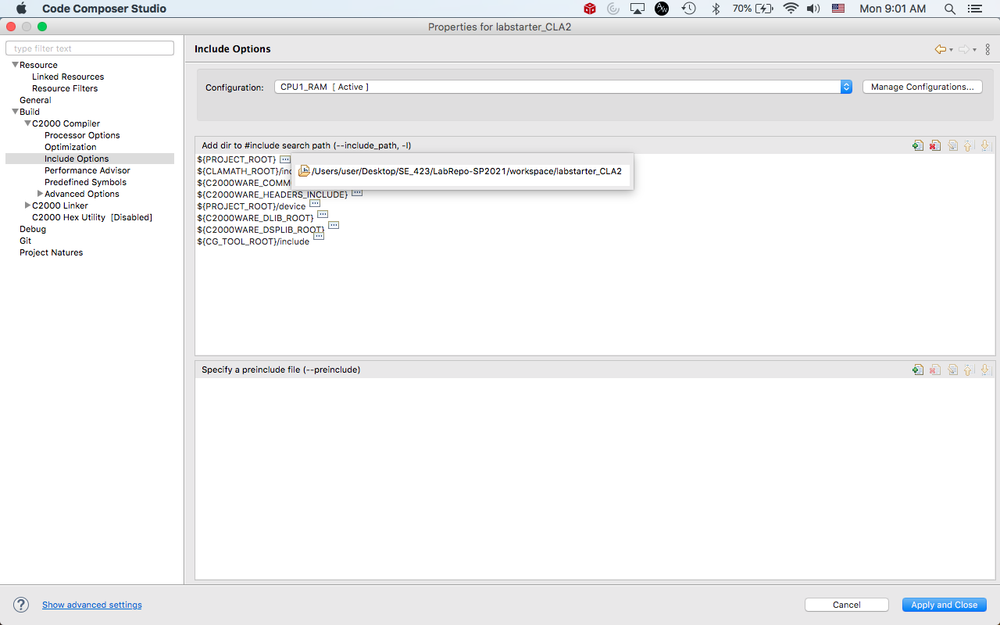 Code Composer Studio
70%
Mon 9:01 AM
Properties for labstarter_CLA2
type filter text
Resource
Linked Resources
Resource Filters
General
Build
C2000 Compiler
Processor Options
Optimization
Include Options
Performance Advisor
Predefined Symbols
Advanced Options
C2000 Linker
C2000 Hex Utility [Disabled]
Debug
Git
Project Natures
Include Options
Configuration:
CPU1_RAM [ Active ]
Manage Configurations...
Add dir to #include search path (--include_path, -I)
${PROJECT_ROOT}
/Users/user/Desktop/SE_423/LabRepo-SP2021/workspace/labstarter_CLA2
${CLAMATH_ROOT}/inc
${C2000WARE_COMM
${C2000WARE_HEADERS_INCLUDE}
${PROJECT_ROOT}/device
${C2000WARE_DLIB_ROOT}
${C2000WARE_DSPLIB_ROOT}
${CG_TOOL_ROOT}/include
Specify a preinclude file (--preinclude)
?
Show advanced settings
Cancel
Apply and Close